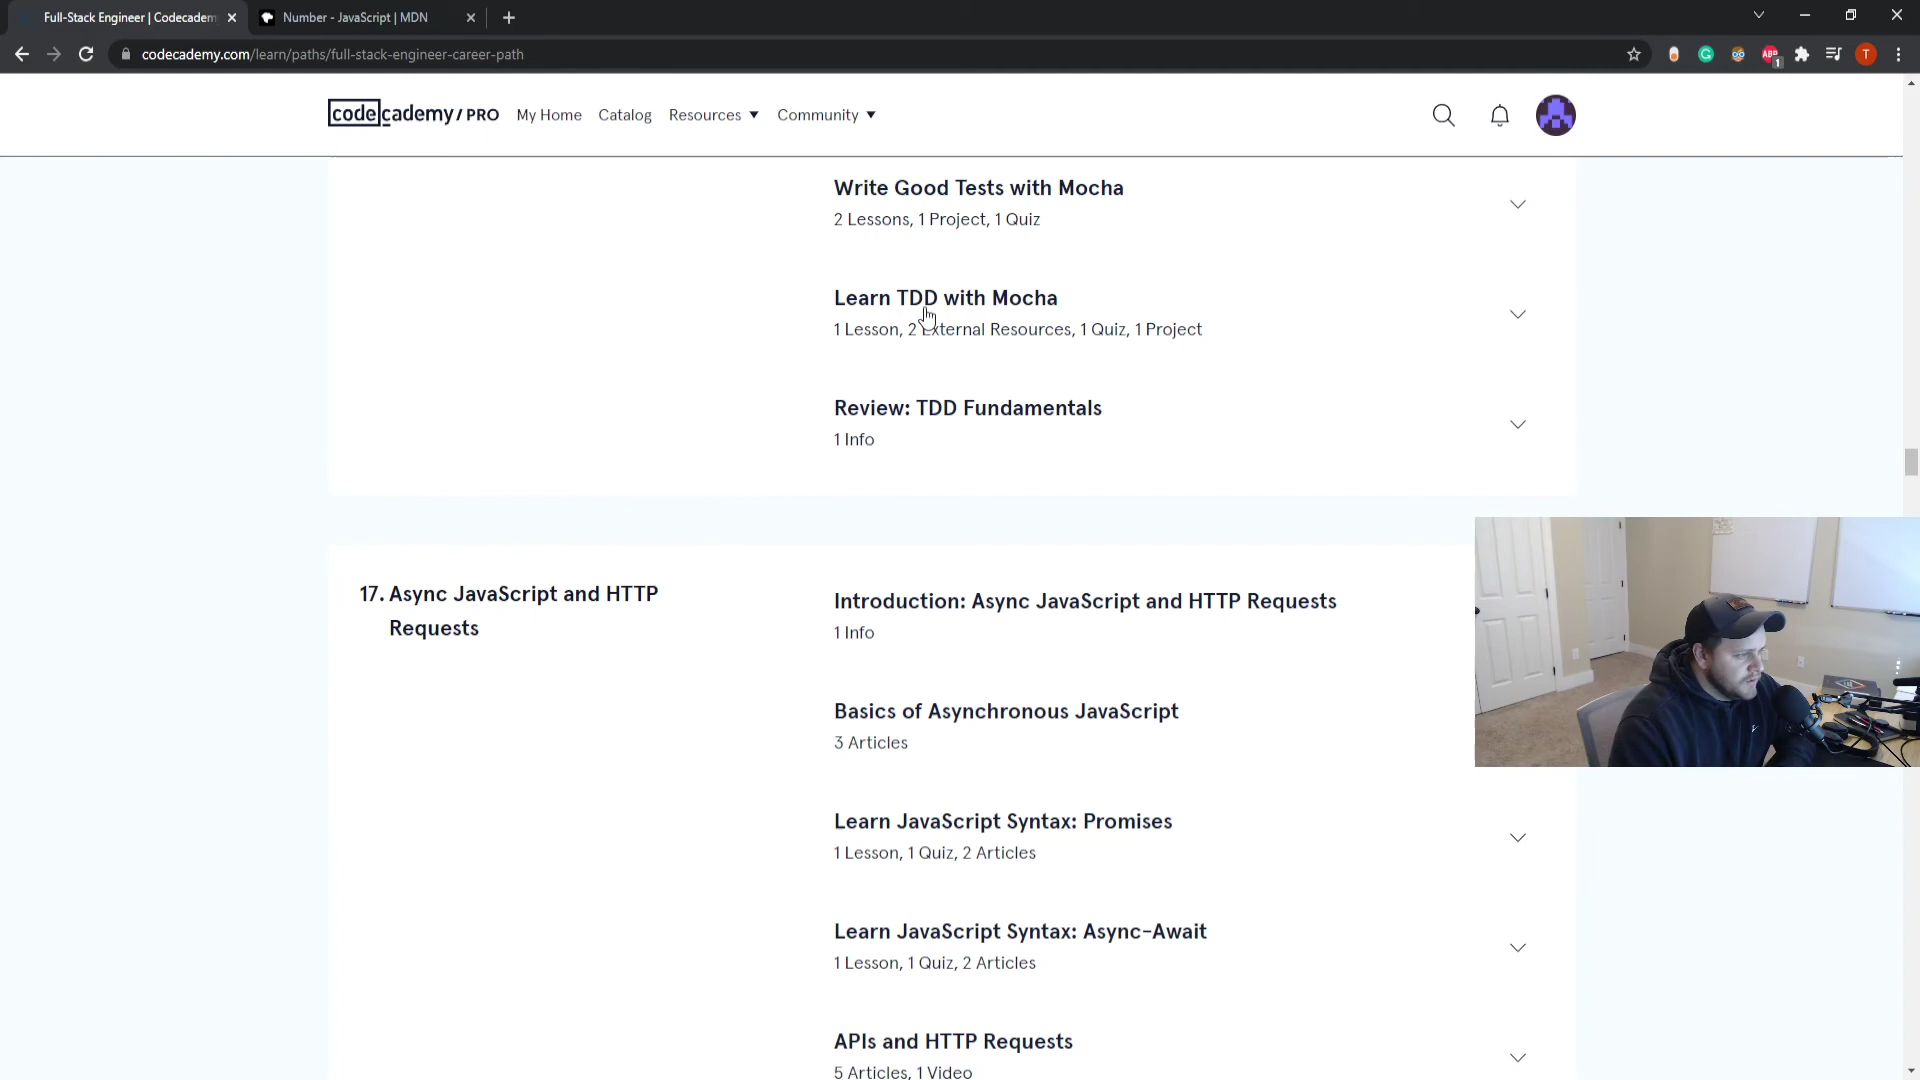 Full-Stack Engineer | Codecadem
Number - JavaScript | MDN
codecademy.com/learn/paths/full-stack-engineer-career-path
ABP
1
T
codecademy / PRO
My Home
Catalog
Resources
Community
Write Good Tests with Mocha
2 Lessons, 1 Project, 1 Quiz
Learn TDD with Mocha
1 Lesson, 2 External Resources, 1 Quiz, 1 Project
Review: TDD Fundamentals
1 Info
17. Async JavaScript and HTTP
Requests
Introduction: Async JavaScript and HTTP Requests
1 Info
Basics of Asynchronous JavaScript
3 Articles
Learn JavaScript Syntax: Promises
1 Lesson, 1 Quiz, 2 Articles
Learn JavaScript Syntax: Async-Await
1 Lesson, 1 Quiz, 2 Articles
APIs and HTTP Requests
5 Articles, 1 Video